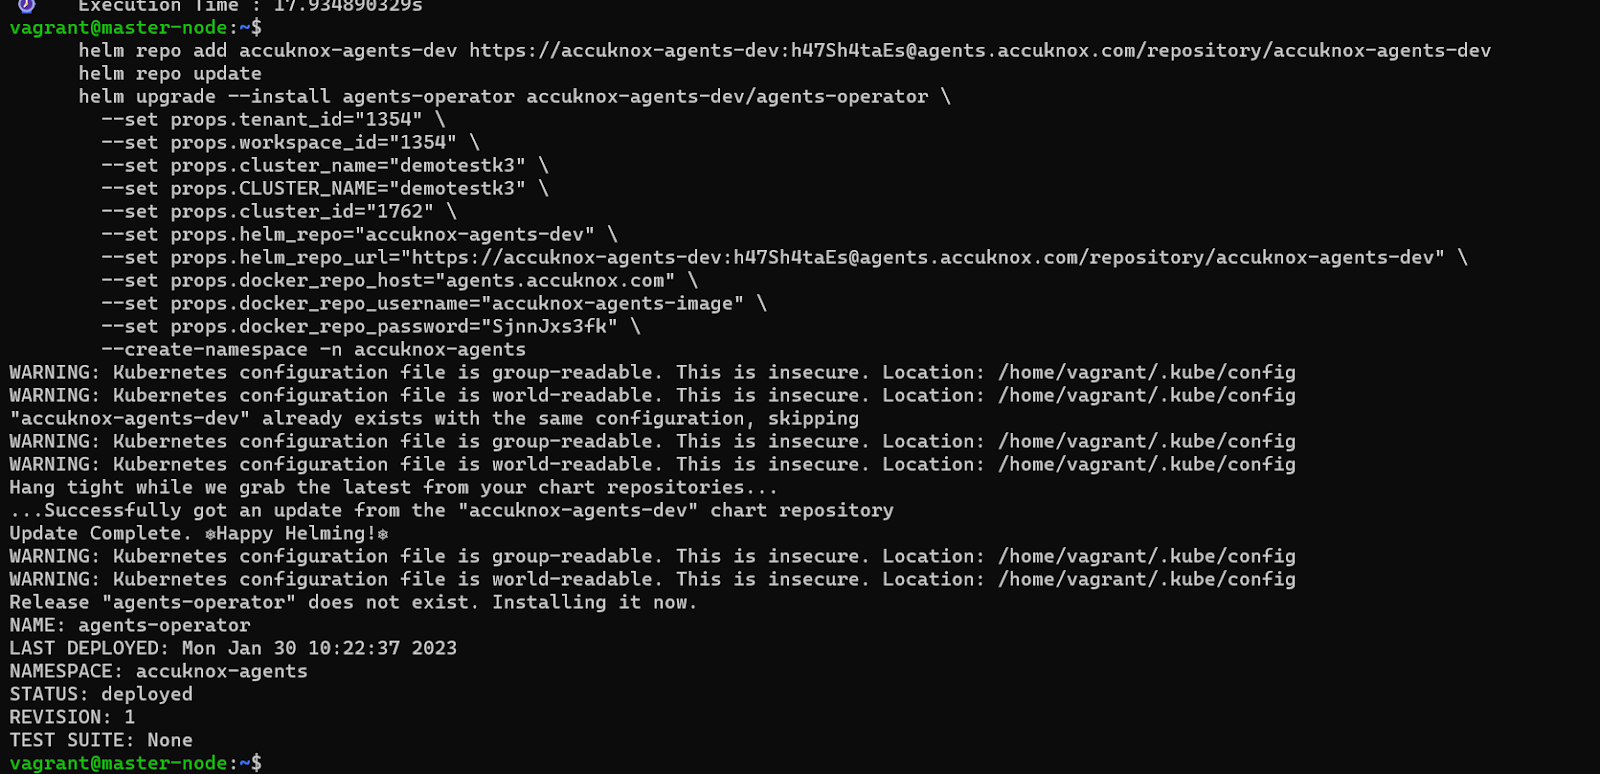 Execution Time : 17.934890329s
vagrant@master-node:~$
helm repo add accuknox-agents-dev https://accuknox-agents-dev:h47Sh4taEs@agents.accuknox.com/repository/accuknox-agents-dev
helm repo update
helm upgrade --install agents-operator accuknox-agents-dev/agents-operator \
--set props.tenant_id="1354" \
--set props.workspace_id="1354" \
--set props.cluster_name="demotestk3" \
--set props.CLUSTER_NAME="demotestk3" \
--set props.cluster_id="1762" \
--set props.helm_repo="accuknox-agents-dev" \
--set props.helm_repo_url="https://accuknox-agents-dev:h47Sh4taEs@agents.accuknox.com/repository/accuknox-agents-dev" \
--set props.docker_repo_host="agents.accuknox.com" \
--set props.docker_repo_username="accuknox-agents-image" \
--set props.docker_repo_password="SjnnJxs3fk" \
--create-namespace -n accuknox-agents
WARNING: Kubernetes configuration file is group-readable. This is insecure. Location: /home/vagrant/.kube/config
WARNING: Kubernetes configuration file is world-readable. This is insecure. Location: /home/vagrant/.kube/config
"accuknox-agents-dev" already exists with the same configuration, skipping
WARNING: Kubernetes configuration file is group-readable. This is insecure. Location: /home/vagrant/.kube/config
WARNING: Kubernetes configuration file is world-readable. This is insecure. Location: /home/vagrant/.kube/config
Hang tight while we grab the latest from your chart repositories...
...Successfully got an update from the "accuknox-agents-dev" chart repository
Update Complete. ⎈Happy Helming!⎈
WARNING: Kubernetes configuration file is group-readable. This is insecure. Location: /home/vagrant/.kube/config
WARNING: Kubernetes configuration file is world-readable. This is insecure. Location: /home/vagrant/.kube/config
Release "agents-operator" does not exist. Installing it now.
NAME: agents-operator
LAST DEPLOYED: Mon Jan 30 10:22:37 2023
NAMESPACE: accuknox-agents
STATUS: deployed
REVISION: 1
TEST SUITE: None
vagrant@master-node:~$